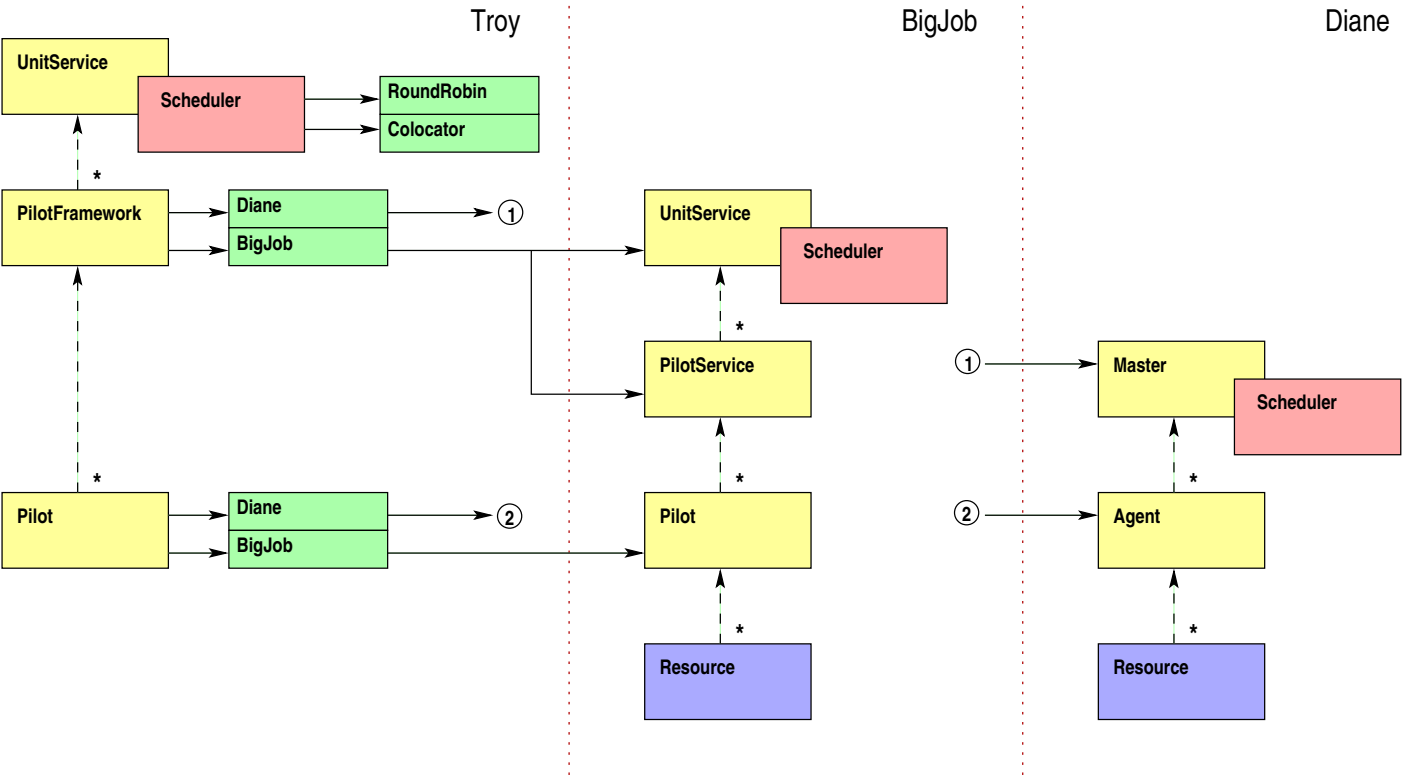 Troy
BigJob
Diane
UnitService
Scheduler
RoundRobin
Colocator
*
PilotFramework
Diane
BigJob
1
UnitService
Scheduler
*
PilotService
1
Master
Scheduler
*
Pilot
Diane
BigJob
2
*
Pilot
2
*
Agent
*
Resource
*
Resource